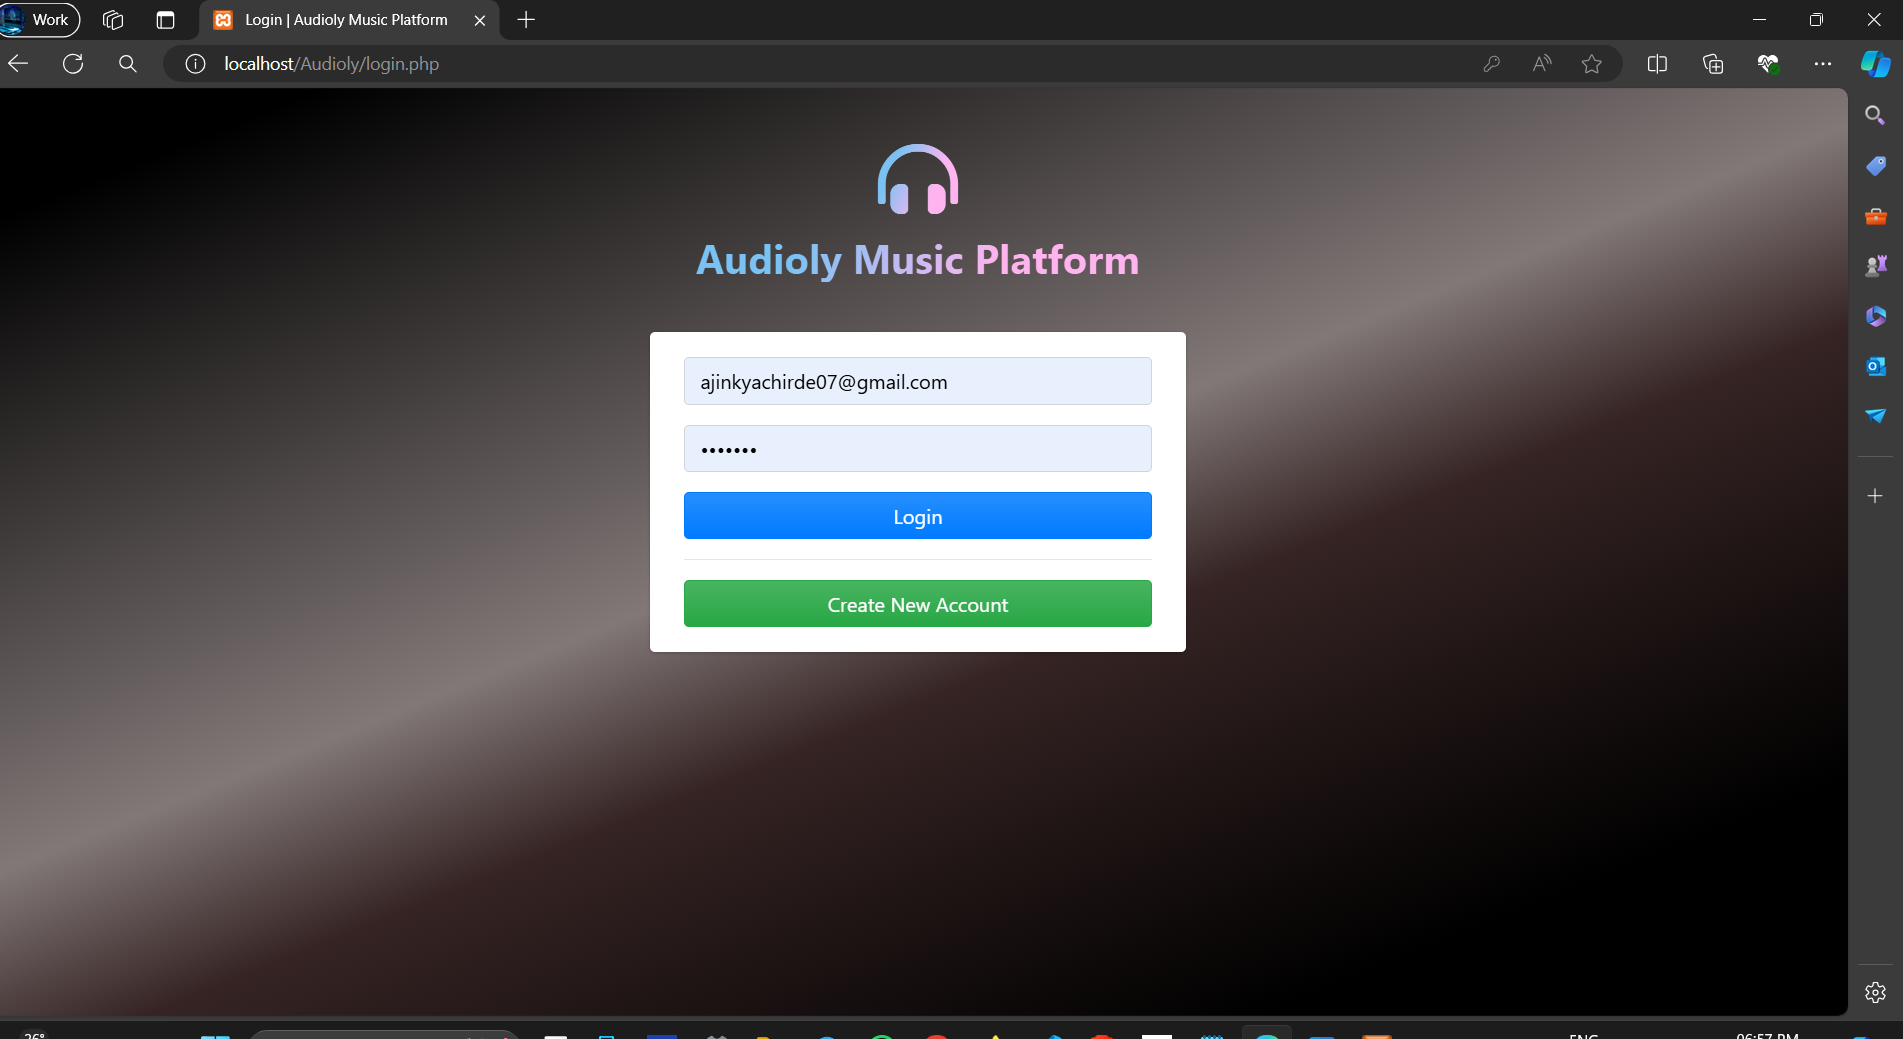 Work
Login | Audioly Music Platform
localhost/Audioly/login.php
Audioly Music Platform
ajinkyachirde07@gmail.com
•••••••
Login
Create New Account
26°
ENG
06:57 PM